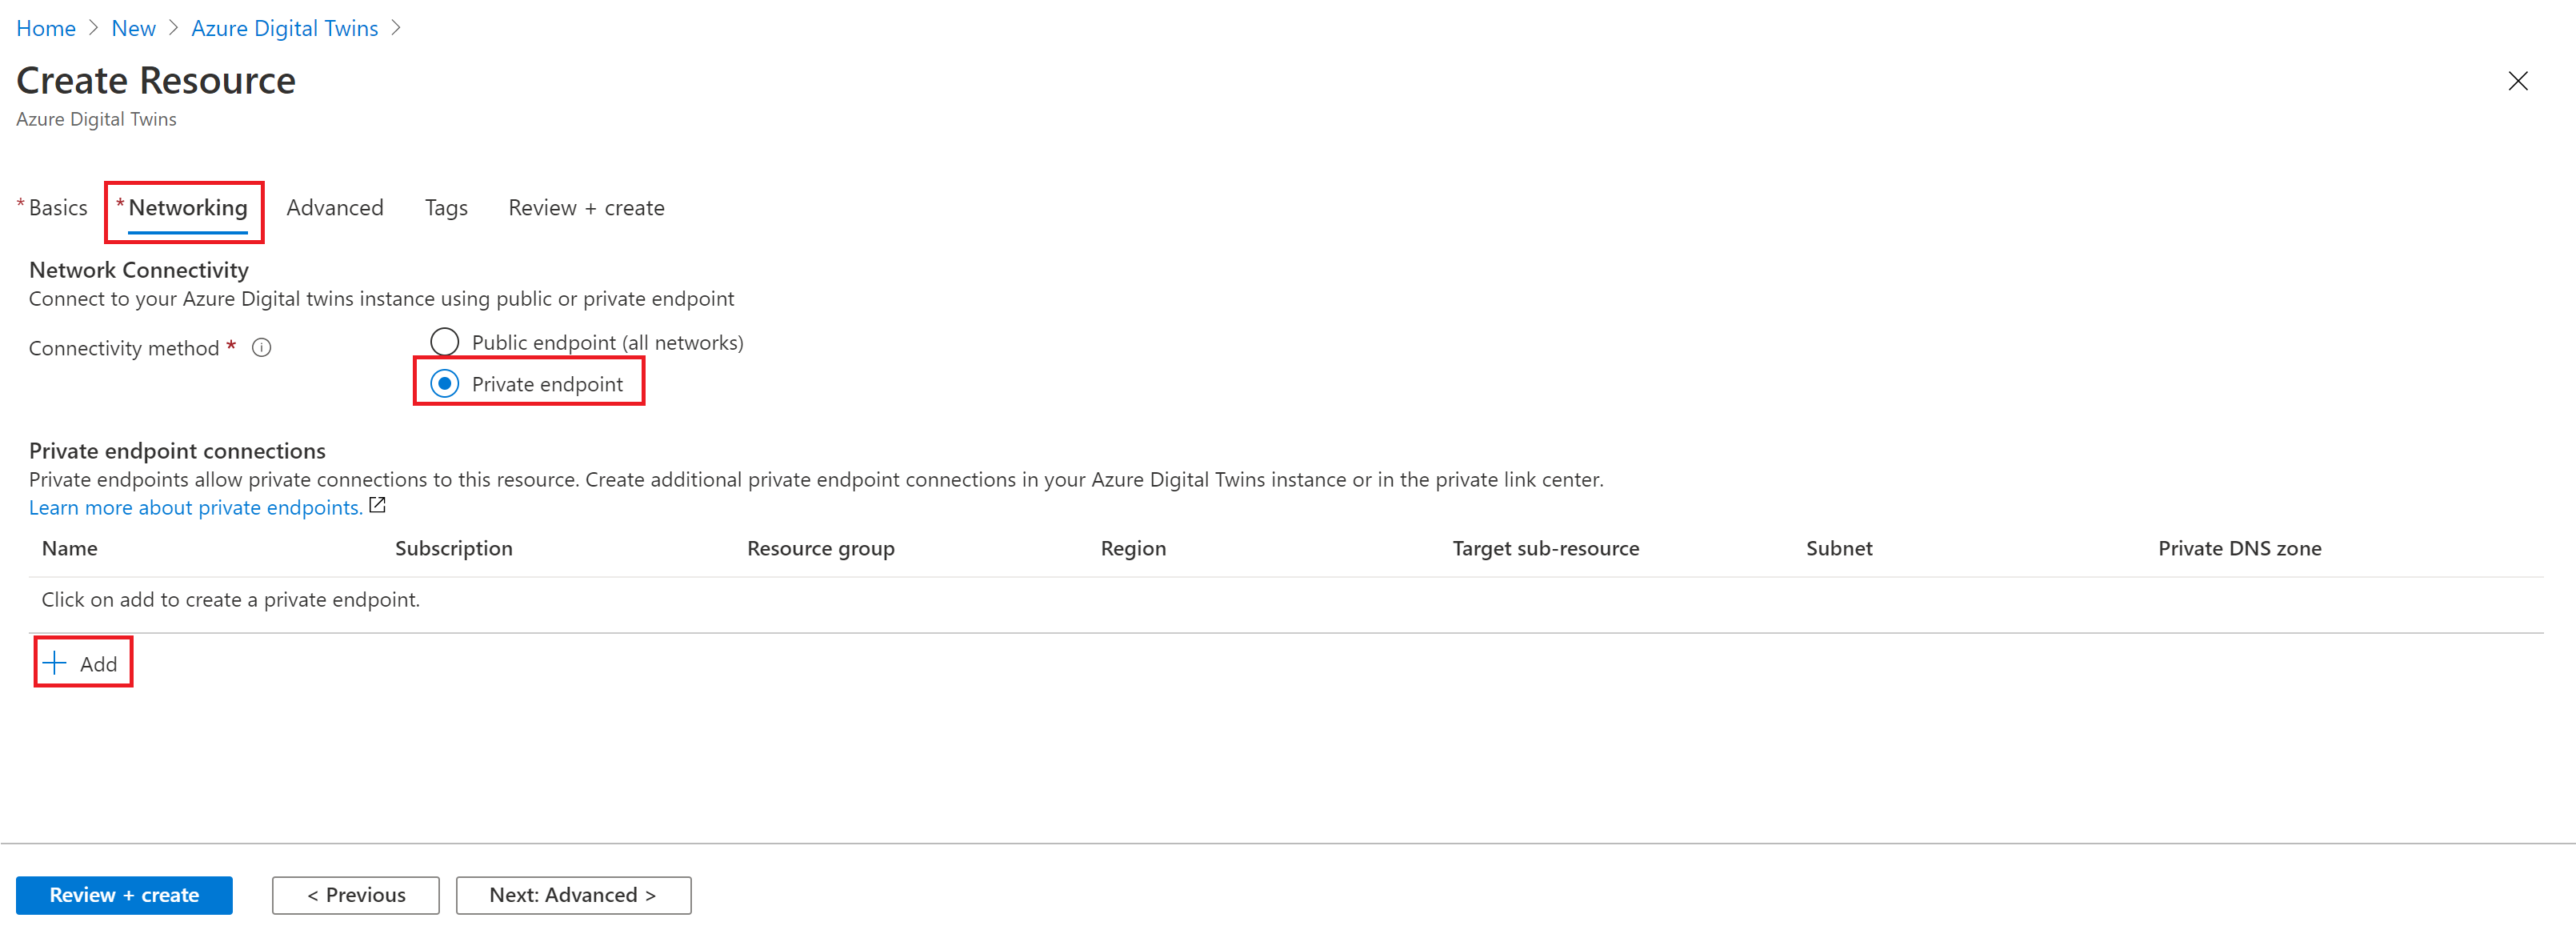 Home > New > Azure Digital Twins >
Create Resource
Azure Digital Twins
* Basics * Networking Advanced Tags Review + create
Network Connectivity
Connect to your Azure Digital twins instance using public or private endpoint
Connectivity method *
Public endpoint (all networks)
Private endpoint
Private endpoint connections
Private endpoints allow private connections to this resource. Create additional private endpoint connections in your Azure Digital Twins instance or in the private link center.
Learn more about private endpoints.
Name Subscription Resource group Region Target sub-resource Subnet Private DNS zone
Click on add to create a private endpoint.
+ Add
Review + create < Previous Next: Advanced >